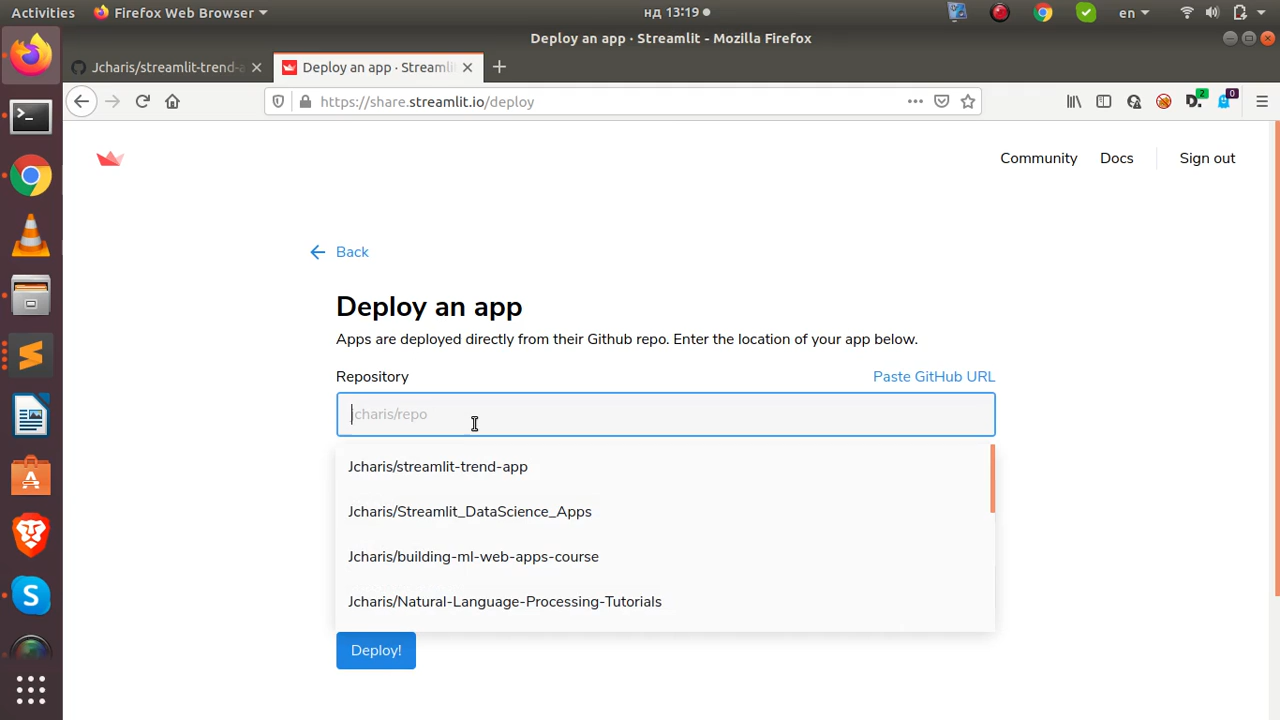 Activities
Firefox Web Browser
нд 13:19
en
Deploy an app · Streamlit - Mozilla Firefox
Jcharis/streamlit-trend-a
Deploy an app · Streamlit
https://share.streamlit.io/deploy
2
0
Community
Docs
Sign out
Back
Deploy an app
Apps are deployed directly from their Github repo. Enter the location of your app below.
Repository
Paste GitHub URL
Jcharis/repo
Jcharis/streamlit-trend-app
Jcharis/Streamlit_DataScience_Apps
Jcharis/building-ml-web-apps-course
Jcharis/Natural-Language-Processing-Tutorials
Deploy!